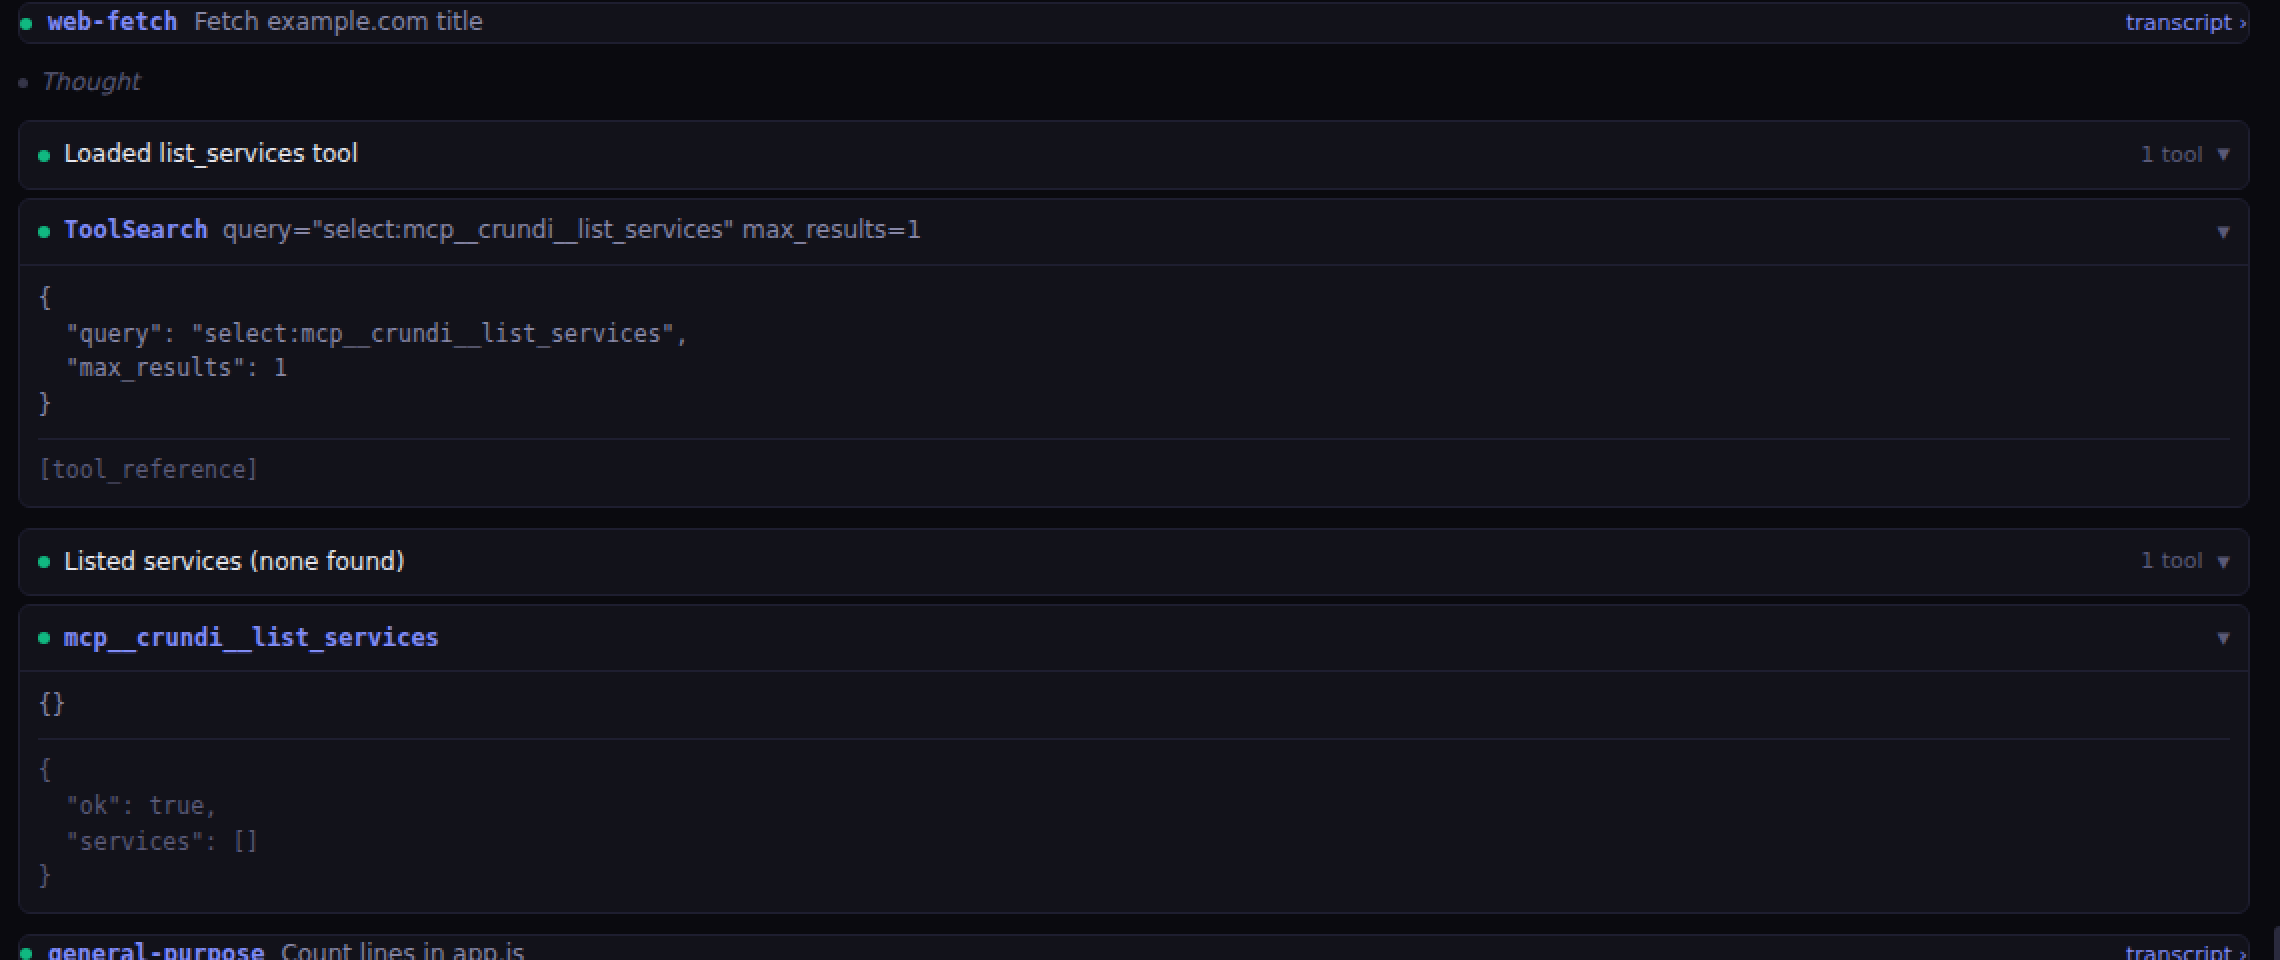 web-fetch Fetch example.com title transcript ›
Thought
Loaded list_services tool 1 tool ▼
ToolSearch query="select:mcp__crundi__list_services" max_results=1 ▼
{
  "query": "select:mcp__crundi__list_services",
  "max_results": 1
}
[tool_reference]
Listed services (none found) 1 tool ▼
mcp__crundi__list_services ▼
{}
{
  "ok": true,
  "services": []
}
general-purpose Count lines in app.js transcript ›